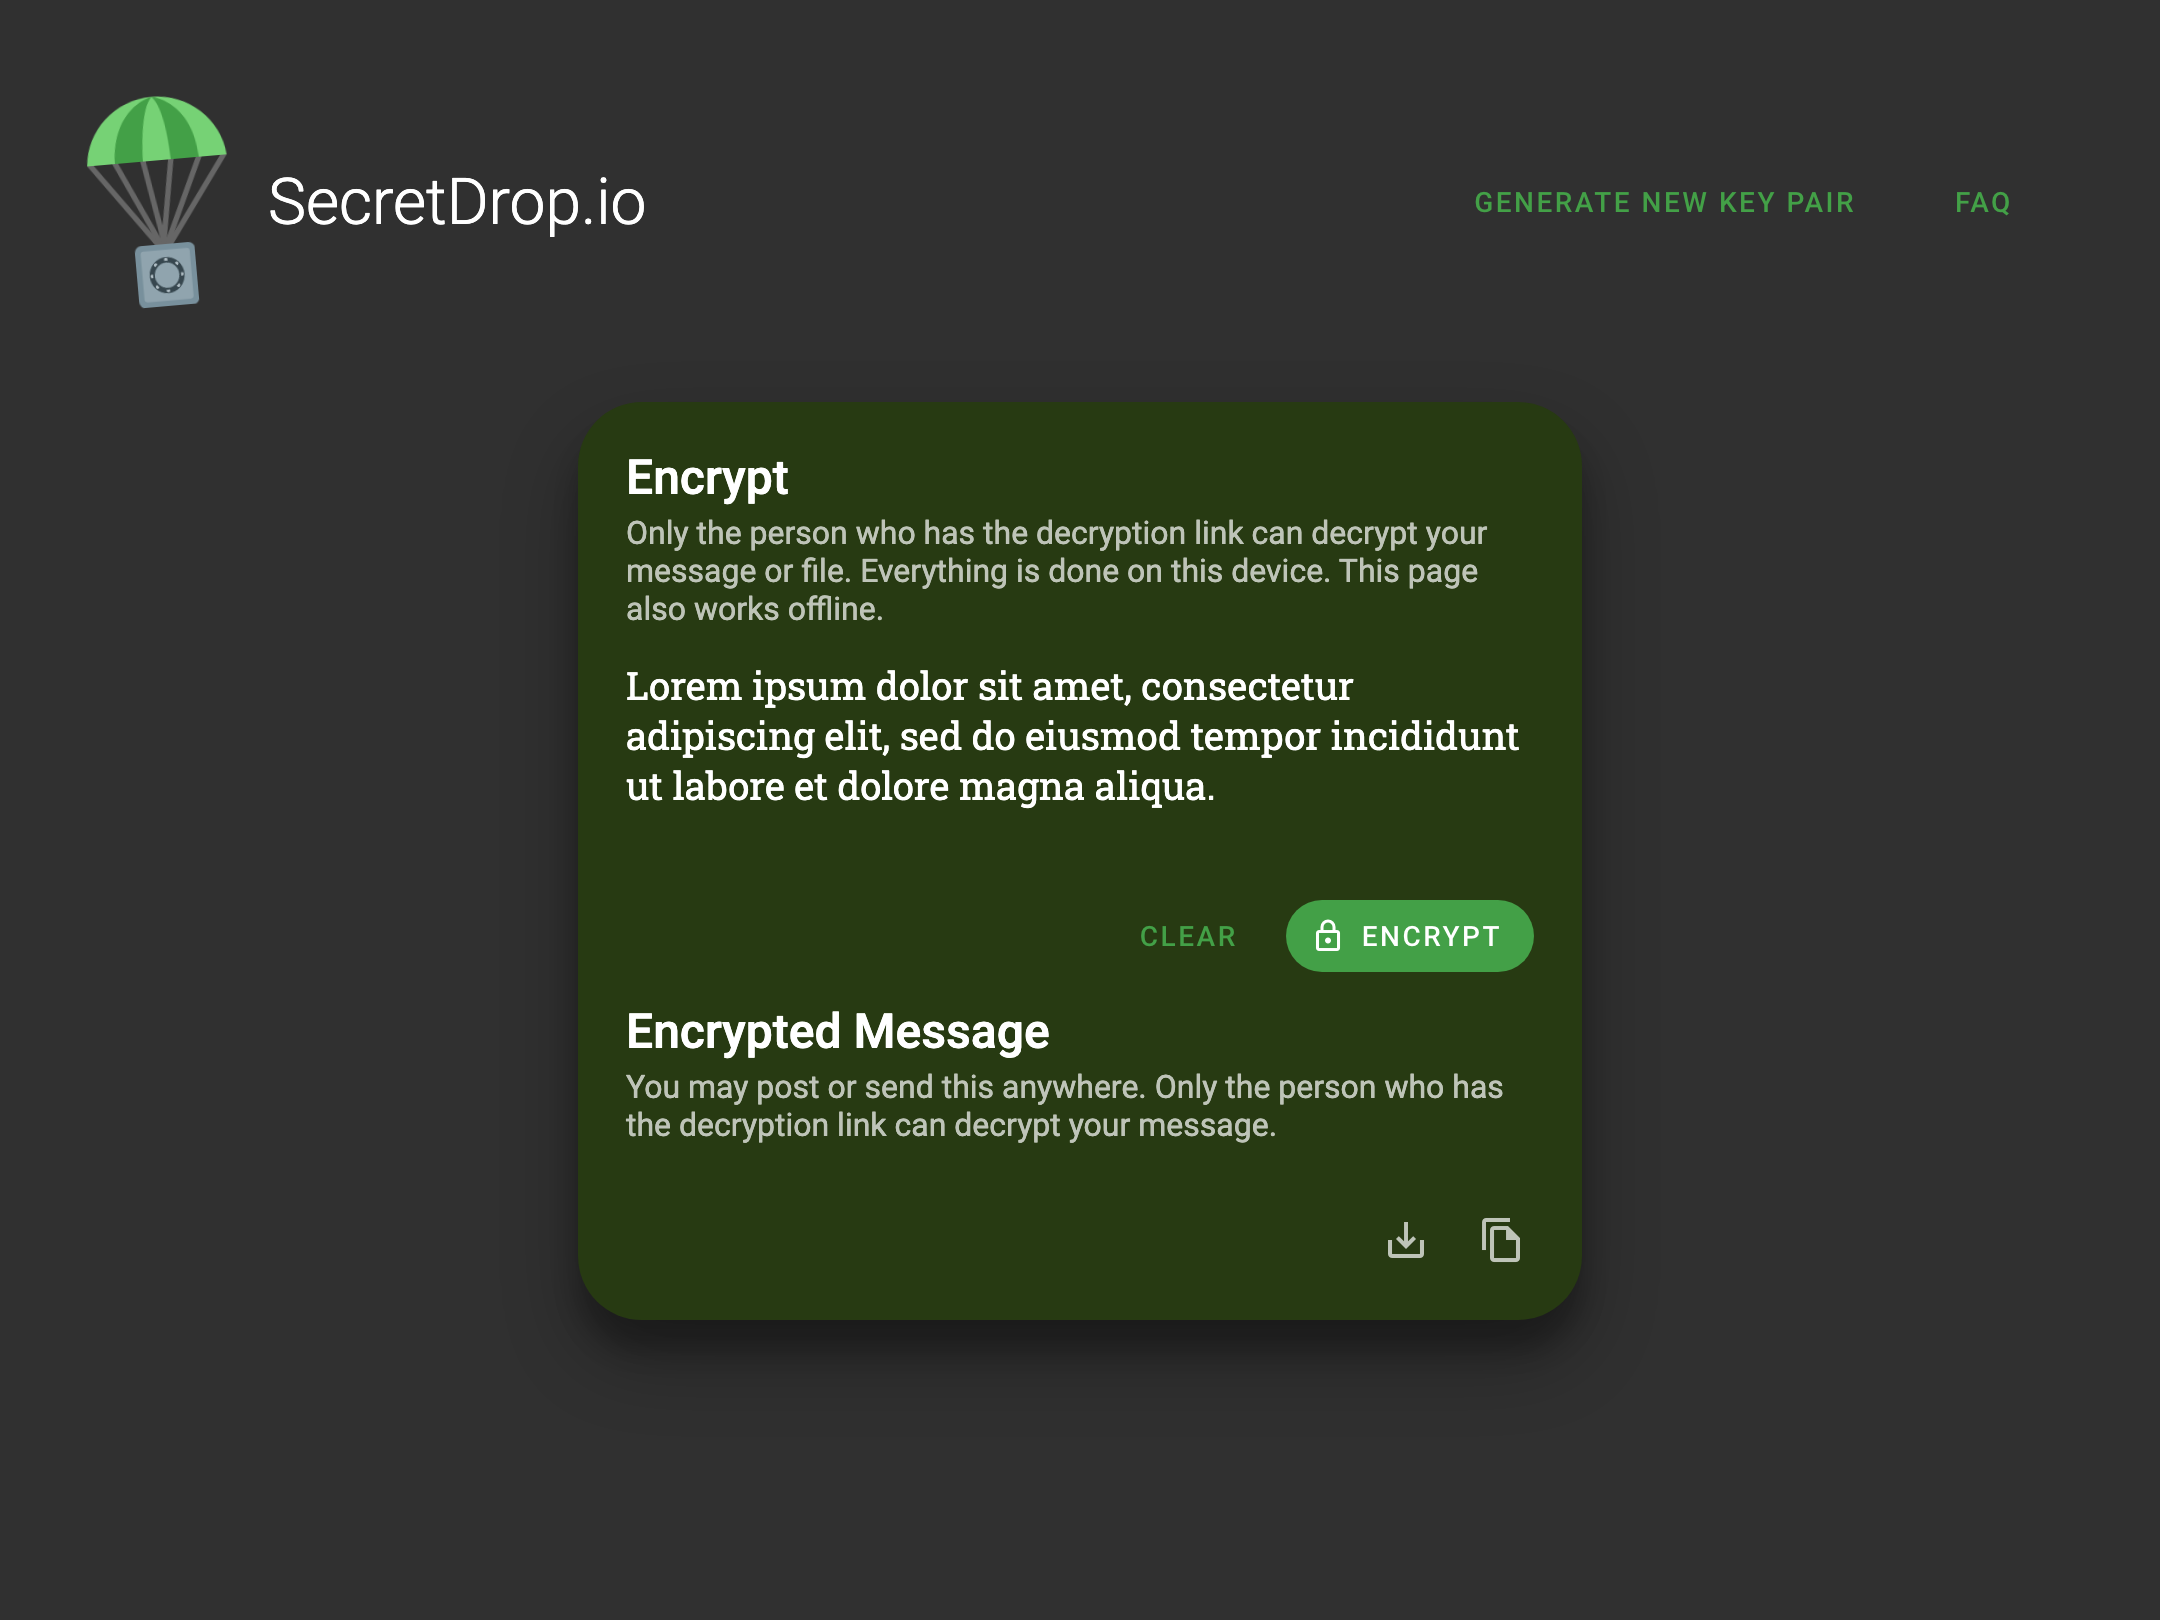 SecretDrop.io
GENERATE NEW KEY PAIR
FAQ
Encrypt
Only the person who has the decryption link can decrypt your
message or file. Everything is done on this device. This page
also works offline.
Lorem ipsum dolor sit amet, consectetur
adipiscing elit, sed do eiusmod tempor incididunt
ut labore et dolore magna aliqua.
CLEAR
ENCRYPT
Encrypted Message
You may post or send this anywhere. Only the person who has
the decryption link can decrypt your message.